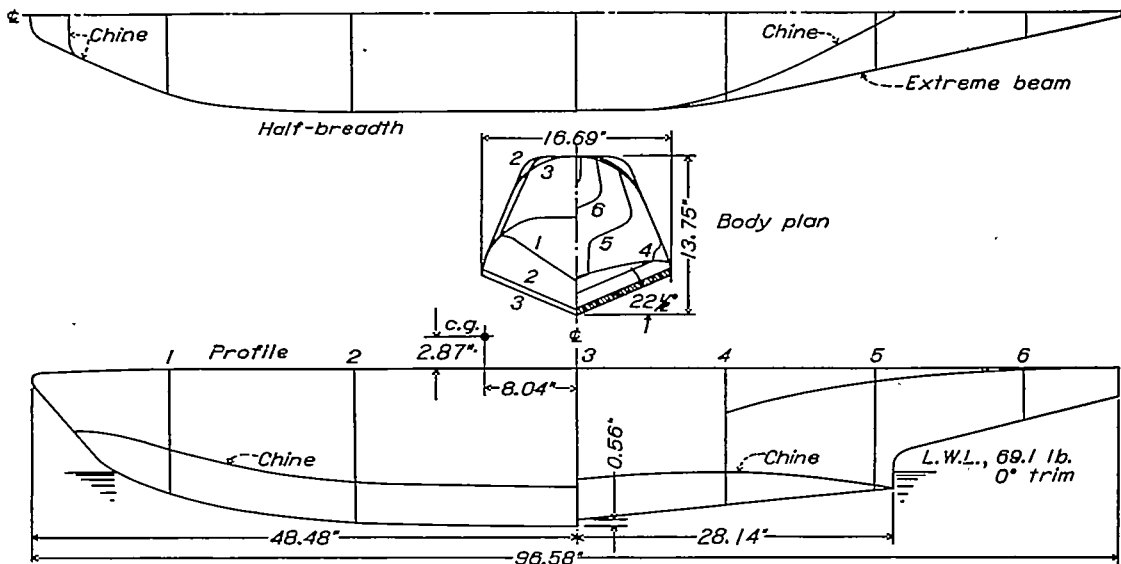 ℄
Chine
Chine
Extreme beam
Half-breadth
16.69"
2
3
6
1
5
4
2
3
22½°
13.75"
Body plan
℄
c.g.
2.87"
8.04"
1
Profile
2
3
4
5
6
Chine
0.56"
Chine
L.W.L., 69.1 lb.
0° trim
48.48"
28.14"
96.58"